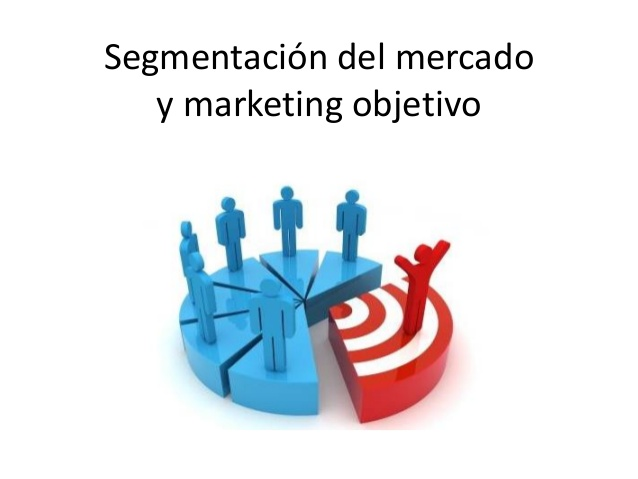 Segmentación del mercado
y marketing objetivo